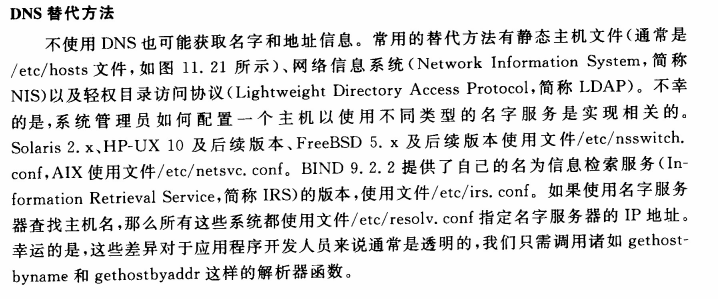 DNS 替代方法
不使用 DNS 也可能获取名字和地址信息。常用的替代方法有静态主机文件(通常是
/etc/hosts 文件,如图 11. 21 所示)、网络信息系统(Network Information System,简称
NIS)以及轻权目录访问协议(Lightweight Directory Access Protocol,简称 LDAP)。不幸
的是,系统管理员如何配置一个主机以使用不同类型的名字服务是实现相关的。
Solaris 2. x、HP-UX 10 及后续版本、FreeBSD 5. x 及后续版本使用文件/etc/nsswitch.
conf,AIX 使用文件/etc/netsvc. conf。BIND 9. 2. 2 提供了自己的名为信息检索服务(In-
formation Retrieval Service,简称 IRS)的版本,使用文件/etc/irs. conf。如果使用名字服务
器查找主机名,那么所有这些系统都使用文件/etc/resolv. conf 指定名字服务器的 IP 地址。
幸运的是,这些差异对于应用程序开发人员来说通常是透明的,我们只需调用诸如 gethost-
byname 和 gethostbyaddr 这样的解析器函数。